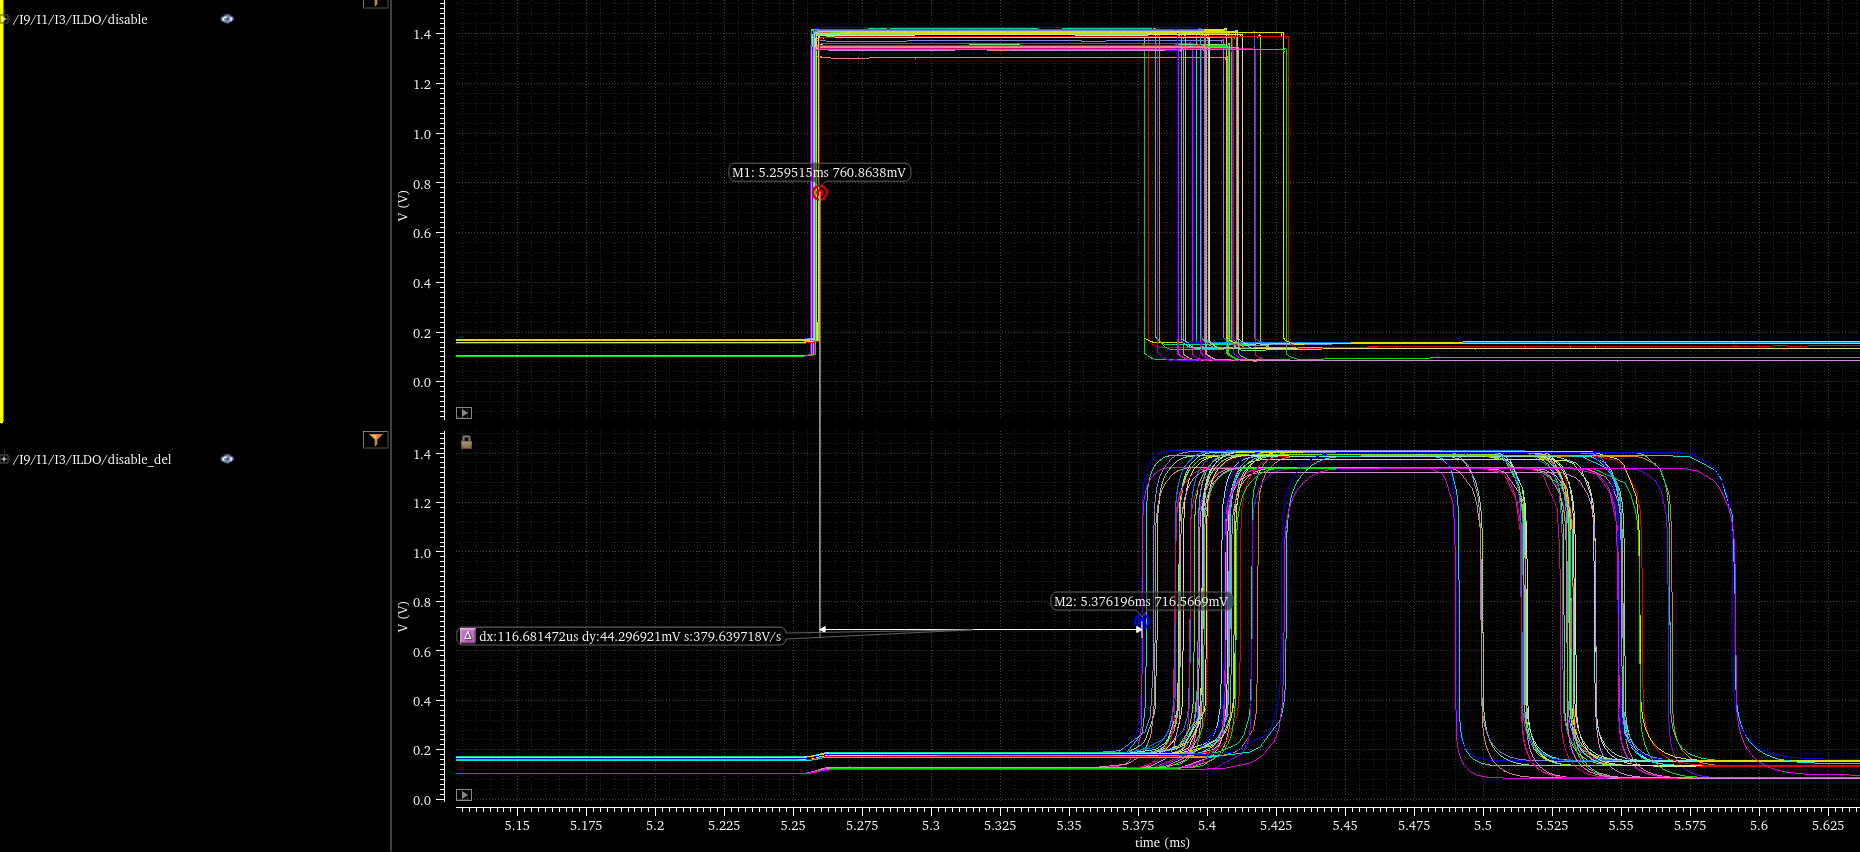 /I9/I1/I3/ILDO/disable
1.4
1.2
1.0
0.8
0.6
0.4
0.2
0.0
V (V)
M1: 5.259515ms 760.8638mV
/I9/I1/I3/ILDO/disable_del
1.4
1.2
1.0
0.8
0.6
0.4
0.2
0.0
V (V)
M2: 5.376196ms 716.5669mV
Δ dx:116.681472us dy:44.296921mV s:379.639718V/s
5.15 5.175 5.2 5.225 5.25 5.275 5.3 5.325 5.35 5.375 5.4 5.425 5.45 5.475 5.5 5.525 5.55 5.575 5.6 5.625
time (ms)